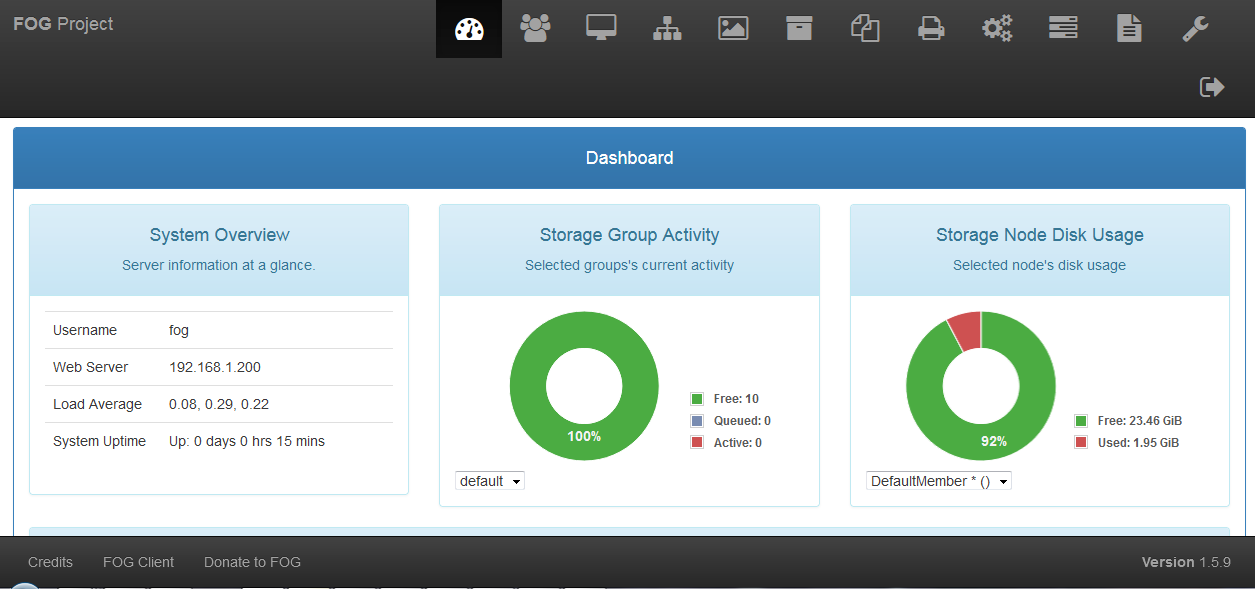 FOG Project
Dashboard
System Overview
Server information at a glance.
Username fog
Web Server 192.168.1.200
Load Average 0.08, 0.29, 0.22
System Uptime Up: 0 days 0 hrs 15 mins
Storage Group Activity
Selected groups's current activity
100%
Free: 10
Queued: 0
Active: 0
default
Storage Node Disk Usage
Selected node's disk usage
92%
Free: 23.46 GiB
Used: 1.95 GiB
DefaultMember * ()
Credits FOG Client Donate to FOG Version 1.5.9